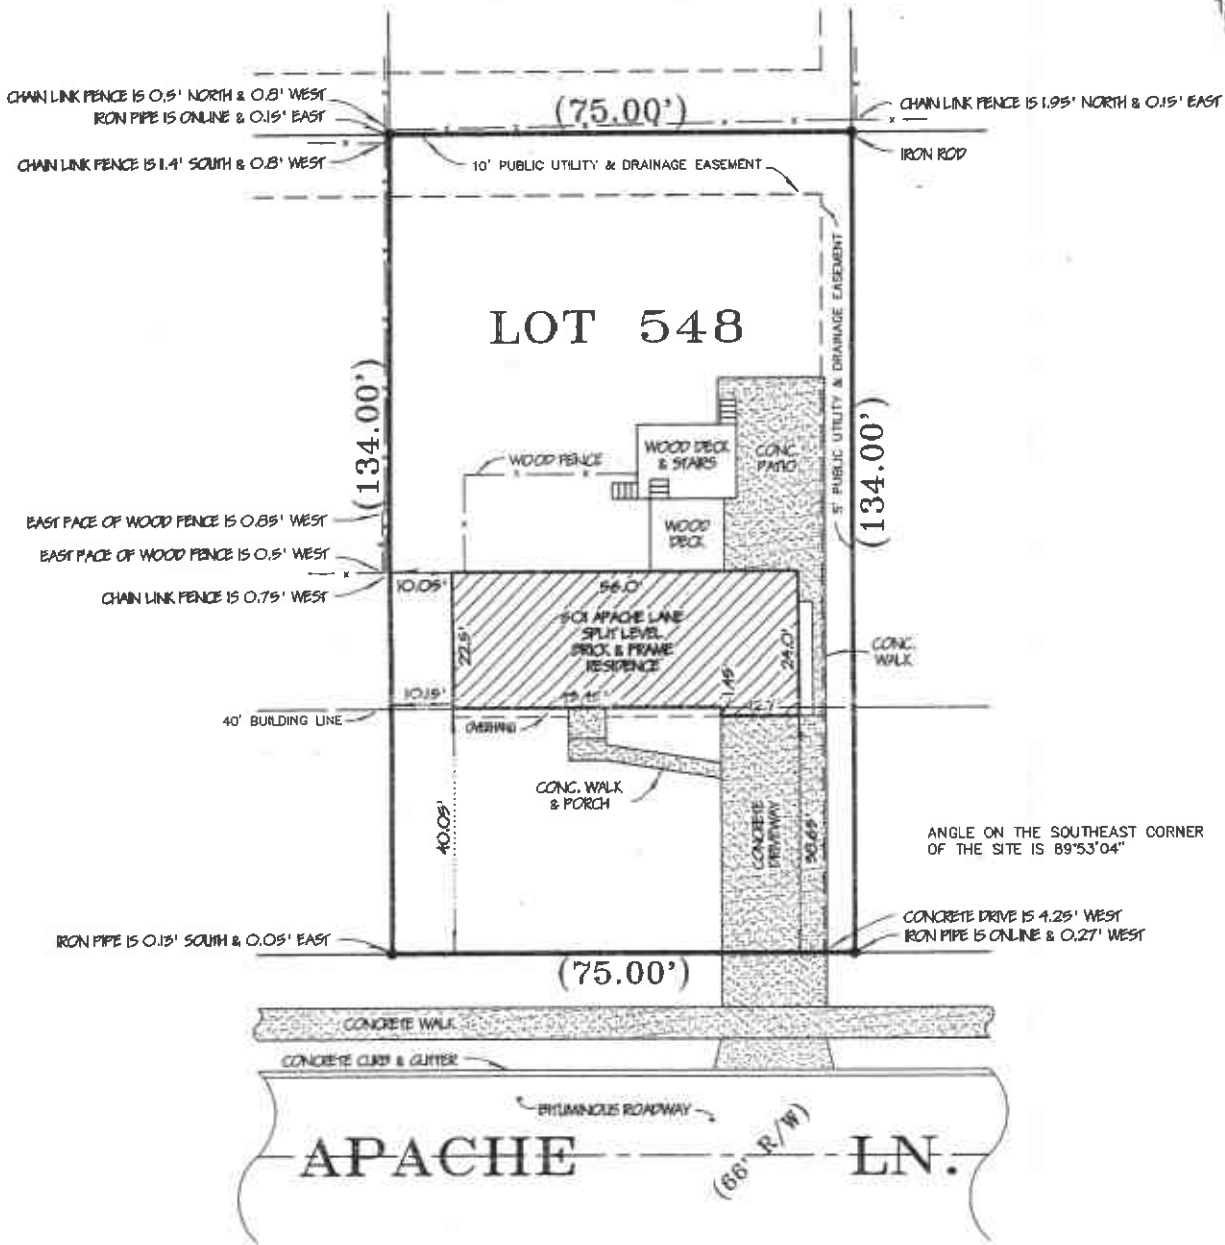 CHAIN LINK FENCE IS 0.5' NORTH & 0.8' WEST
IRON PIPE IS ONLINE & 0.15' EAST
CHAIN LINK FENCE IS 1.4' SOUTH & 0.8' WEST
(75.00')
CHAIN LINK FENCE IS 1.95' NORTH & 0.15' EAST
IRON ROD
10' PUBLIC UTILITY & DRAINAGE EASEMENT
5' PUBLIC UTILITY & DRAINAGE EASEMENT
LOT 548
(134.00')
(134.00')
WOOD FENCE
WOOD DECK
& STAIRS
CONC.
PATIO
WOOD
DECK
EAST FACE OF WOOD FENCE IS 0.85' WEST
EAST FACE OF WOOD FENCE IS 0.5' WEST
CHAIN LINK FENCE IS 0.75' WEST
10.05'
56.0'
APACHE LANE
SPLIT LEVEL
BRICK & FRAME
RESIDENCE
22.5'
24.0'
1.45'
CONC.
WALK
10.15'
12.7'
40' BUILDING LINE
OVERHANG
CONC. WALK
& PORCH
40.05'
CONCRETE
DRIVEWAY
38.65'
ANGLE ON THE SOUTHEAST CORNER
OF THE SITE IS 89°53'04"
IRON PIPE IS 0.13' SOUTH & 0.05' EAST
CONCRETE DRIVE IS 4.25' WEST
IRON PIPE IS ONLINE & 0.27' WEST
(75.00')
CONCRETE WALK
CONCRETE CURB & GUTTER
BITUMINOUS ROADWAY
APACHE LN.
(66' R/W)